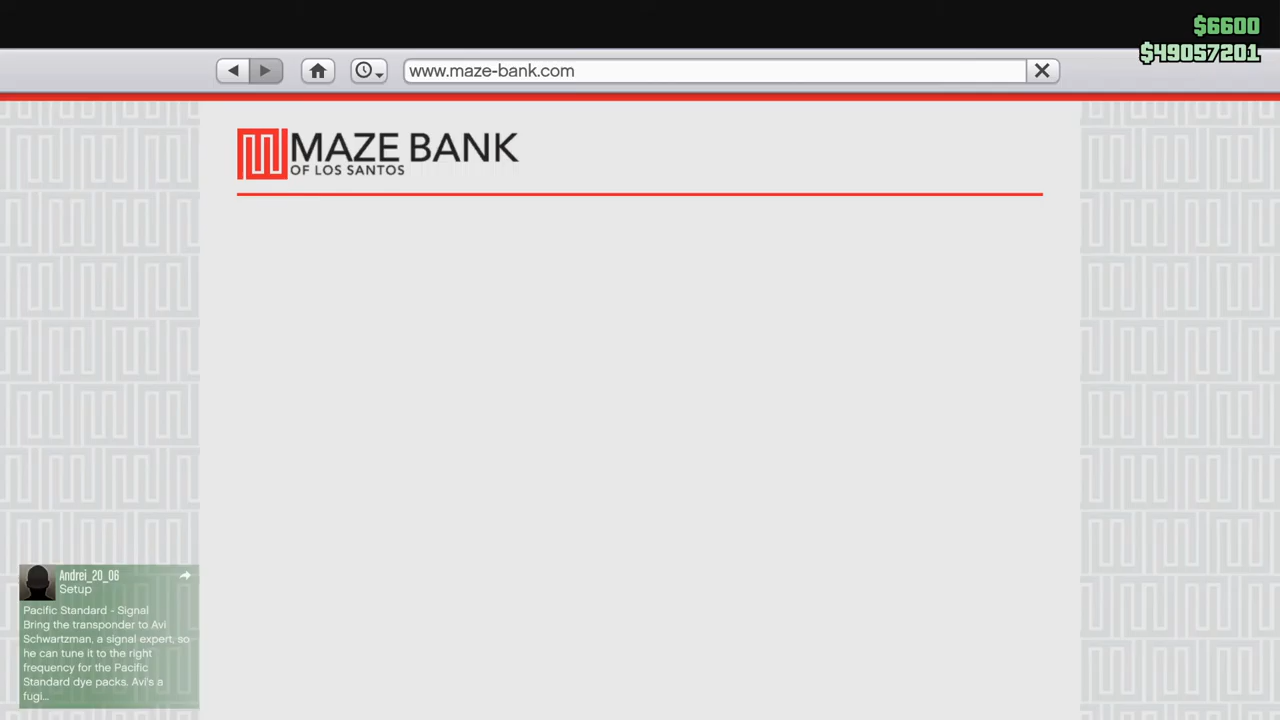 $6600
$49057201
www.maze-bank.com
MAZE BANK
OF LOS SANTOS
Andrei_20_06
Setup
Pacific Standard - Signal
Bring the transponder to Avi
Schwartzman, a signal expert, so
he can tune it to the right
frequency for the Pacific
Standard dye packs. Avi's a
fugi...